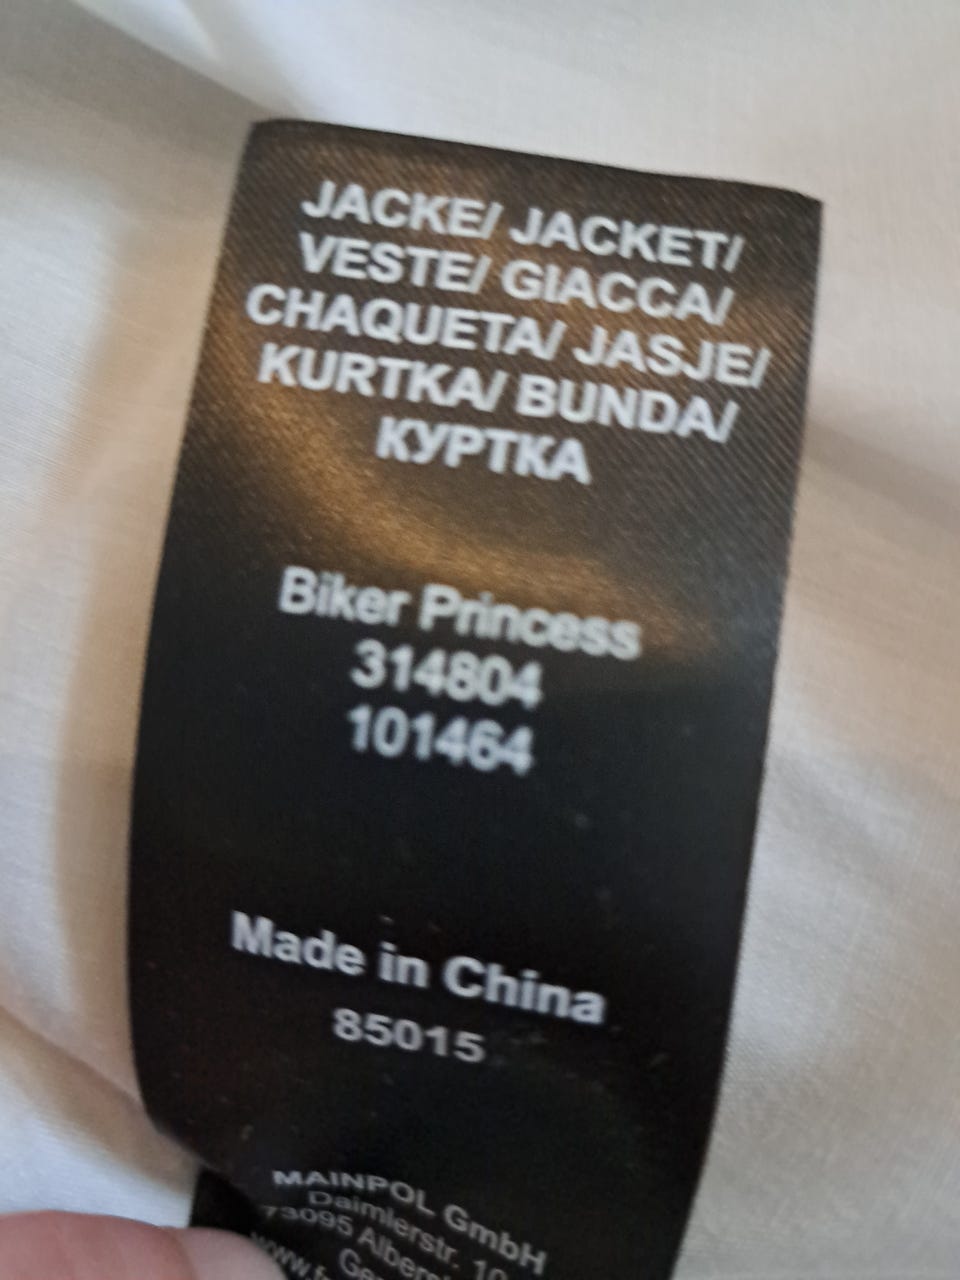 JACKE/ JACKET/
VESTE/ GIACCA/
CHAQUETA/ JASJE/
KURTKA/ BUNDA/
КУРТКА
Biker Princess
314804
101464
Made in China
85015
MAINPOL GmbH
Daimlerstr. 10
73095